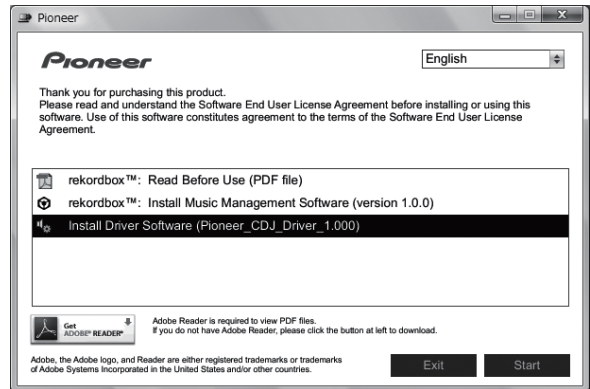 Pioneer
Pioneer
English
Thank you for purchasing this product.
Please read and understand the Software End User License Agreement before installing or using this
software. Use of this software constitutes agreement to the terms of the Software End User License
Agreement.
rekordbox™: Read Before Use (PDF file)
rekordbox™: Install Music Management Software (version 1.0.0)
Install Driver Software (Pioneer_CDJ_Driver_1.000)
Get
ADOBE® READER®
Adobe Reader is required to view PDF files.
If you do not have Adobe Reader, please click the button at left to download.
Adobe, the Adobe logo, and Reader are either registered trademarks or trademarks
of Adobe Systems Incorporated in the United States and/or other countries.
Exit
Start